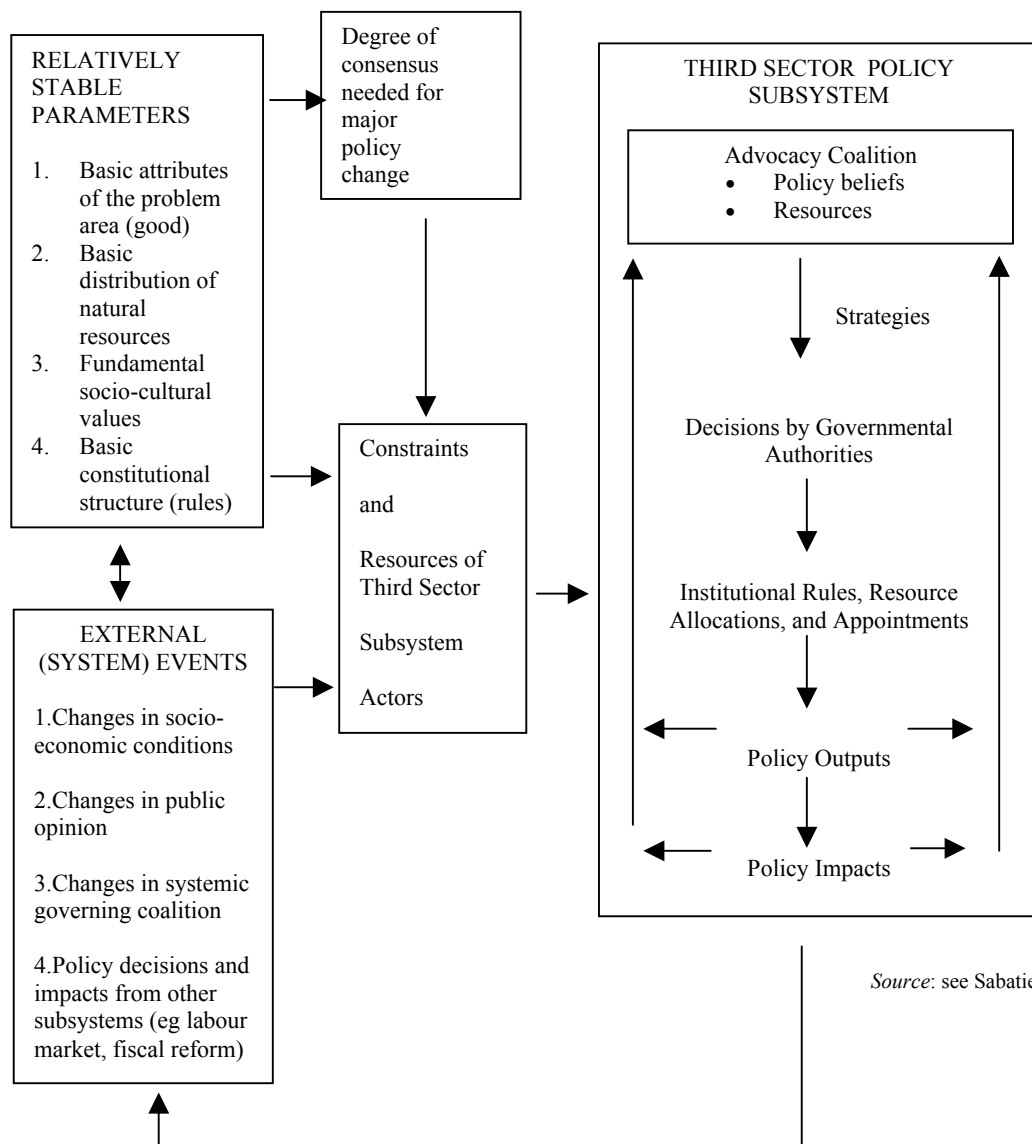 RELATIVELY
STABLE
PARAMETERS
1. Basic attributes
of the problem
area (good)
2. Basic
distribution of
natural
resources
3. Fundamental
socio-cultural
values
4. Basic
constitutional
structure (rules)
Degree of
consensus
needed for
major
policy
change
EXTERNAL
(SYSTEM) EVENTS
1.Changes in socio-
economic conditions
2.Changes in public
opinion
3.Changes in systemic
governing coalition
4.Policy decisions and
impacts from other
subsystems (eg labour
market, fiscal reform)
Constraints
and
Resources of
Third Sector
Subsystem
Actors
THIRD SECTOR POLICY
SUBSYSTEM
Advocacy Coalition
• Policy beliefs
• Resources
Strategies
Decisions by Governmental
Authorities
Institutional Rules, Resource
Allocations, and Appointments
Policy Outputs
Policy Impacts
Source: see Sabatie